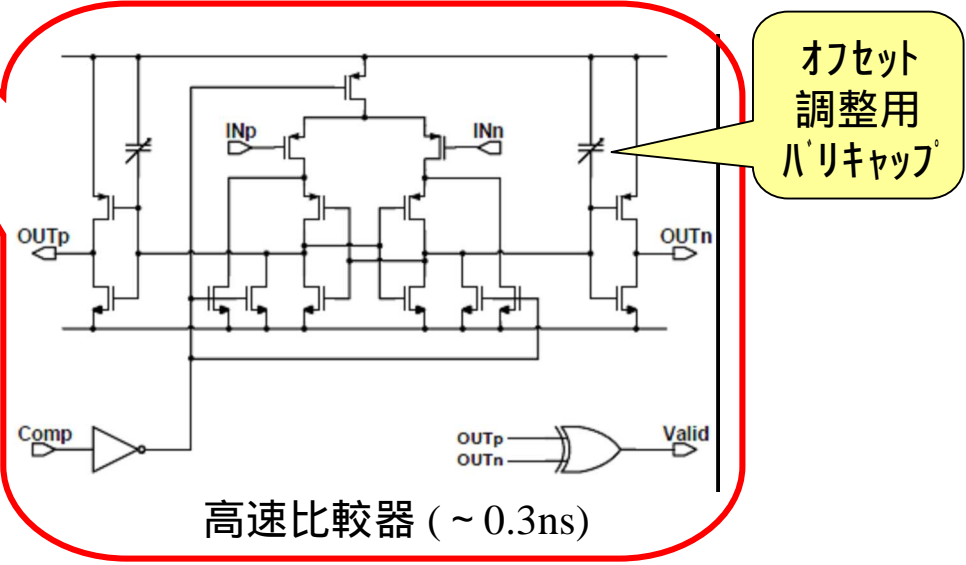 オフセット
調整用
バリキャップ
INp
INn
OUTp
OUTn
Comp
OUTp
OUTn
Valid
高速比較器 ( ~ 0.3ns)